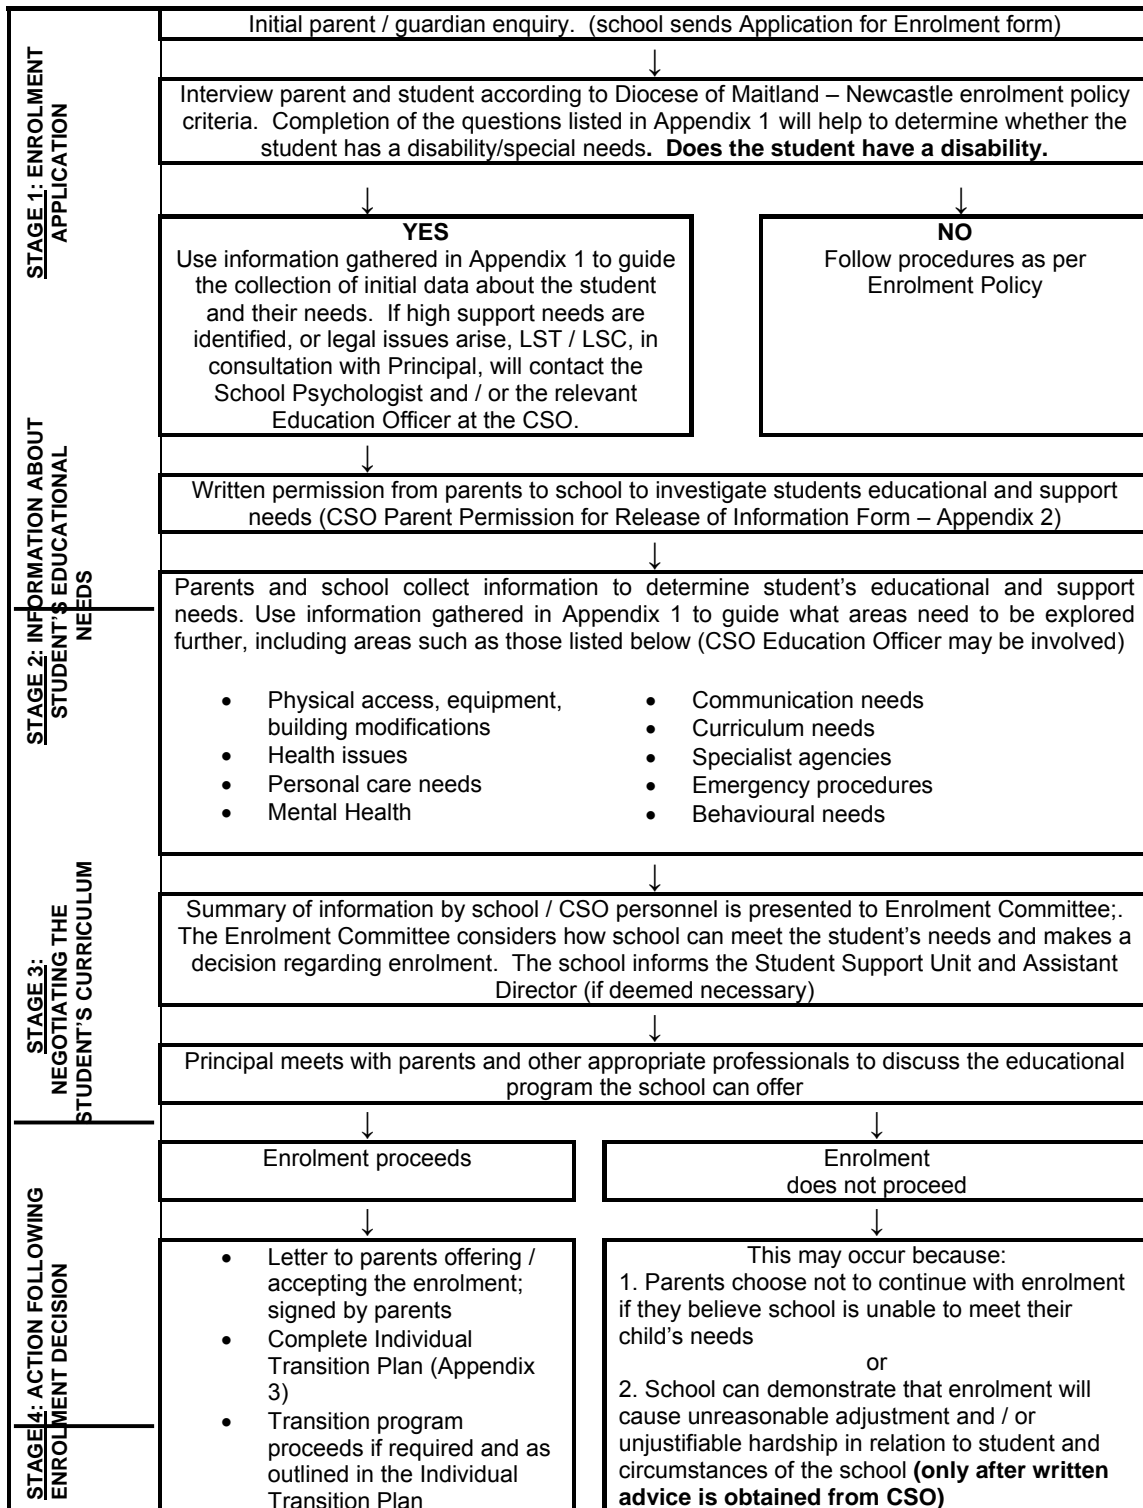 Initial parent / guardian enquiry.  (school sends Application for Enrolment form)
↓
STAGE 1: ENROLMENT
APPLICATION
Interview parent and student according to Diocese of Maitland – Newcastle enrolment policy
criteria.  Completion of the questions listed in Appendix 1 will help to determine whether the
student has a disability/special needs.  Does the student have a disability.
↓
↓
YES
Use information gathered in Appendix 1 to guide
the collection of initial data about the student
and their needs.  If high support needs are
identified, or legal issues arise, LST / LSC, in
consultation with Principal, will contact the
School Psychologist and / or the relevant
Education Officer at the CSO.
NO
Follow procedures as per
Enrolment Policy
↓
STAGE 2: INFORMATION ABOUT
STUDENT'S EDUCATIONAL
NEEDS
Written permission from parents to school to investigate students educational and support
needs (CSO Parent Permission for Release of Information Form – Appendix 2)
↓
Parents and school collect information to determine student's educational and support
needs. Use information gathered in Appendix 1 to guide what areas need to be explored
further, including areas such as those listed below (CSO Education Officer may be involved)
• Physical access, equipment,
building modifications
• Health issues
• Personal care needs
• Mental Health
• Communication needs
• Curriculum needs
• Specialist agencies
• Emergency procedures
• Behavioural needs
↓
STAGE 3:
NEGOTIATING THE
STUDENT'S CURRICULUM
Summary of information by school / CSO personnel is presented to Enrolment Committee;.
The Enrolment Committee considers how school can meet the student's needs and makes a
decision regarding enrolment.  The school informs the Student Support Unit and Assistant
Director (if deemed necessary)
↓
Principal meets with parents and other appropriate professionals to discuss the educational
program the school can offer
↓
↓
STAGE 4: ACTION FOLLOWING
ENROLMENT DECISION
Enrolment proceeds
Enrolment
does not proceed
↓
↓
• Letter to parents offering /
accepting the enrolment;
signed by parents
• Complete Individual
Transition Plan (Appendix
3)
• Transition program
proceeds if required and as
outlined in the Individual
Transition Plan
This may occur because:
1. Parents choose not to continue with enrolment
if they believe school is unable to meet their
child's needs
or
2. School can demonstrate that enrolment will
cause unreasonable adjustment and / or
unjustifiable hardship in relation to student and
circumstances of the school (only after written
advice is obtained from CSO)